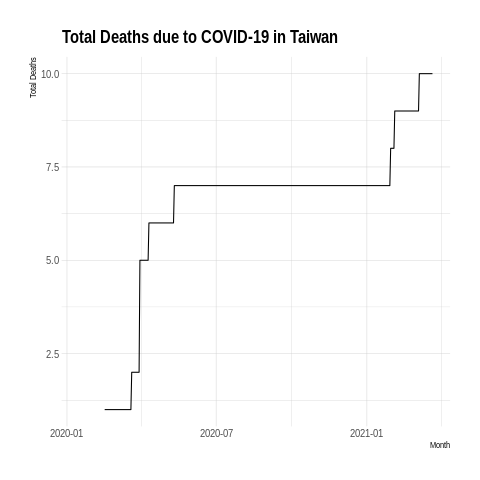 Total Deaths due to COVID-19 in Taiwan
Total Deaths
10.0
7.5
5.0
2.5
2020-01 2020-07 2021-01
Month